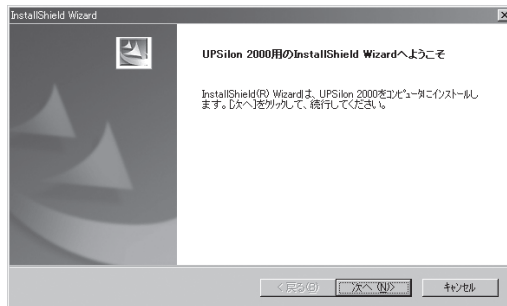 InstallShield Wizard
UPSilon 2000用のInstallShield Wizardへようこそ
InstallShield(R) Wizardは、UPSilon 2000をコンピュータにインストールし
ます。[次へ]をクリックして、続行してください。
< 戻る(B)
次へ (N)>
キャンセル